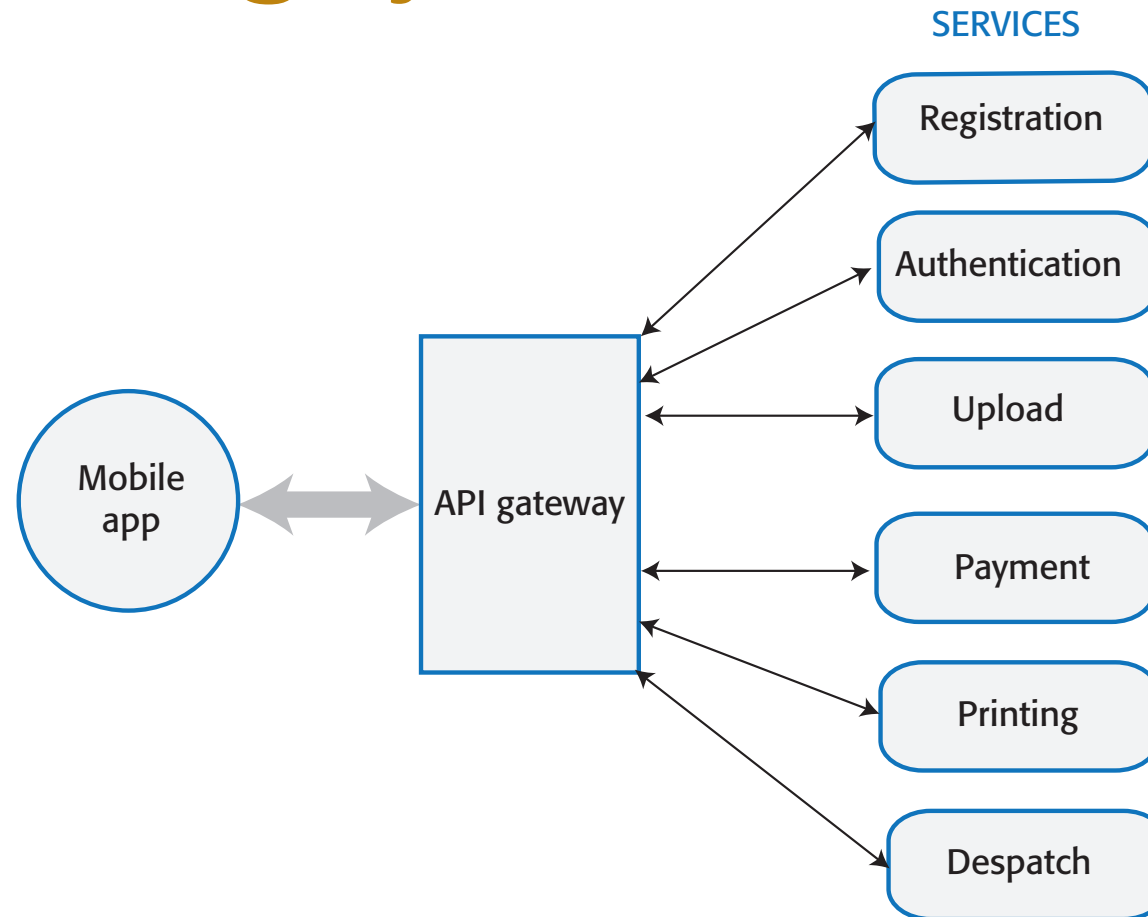 SERVICES
Registration
Authentication
Upload
Mobile
app
API gateway
Payment
Printing
Despatch